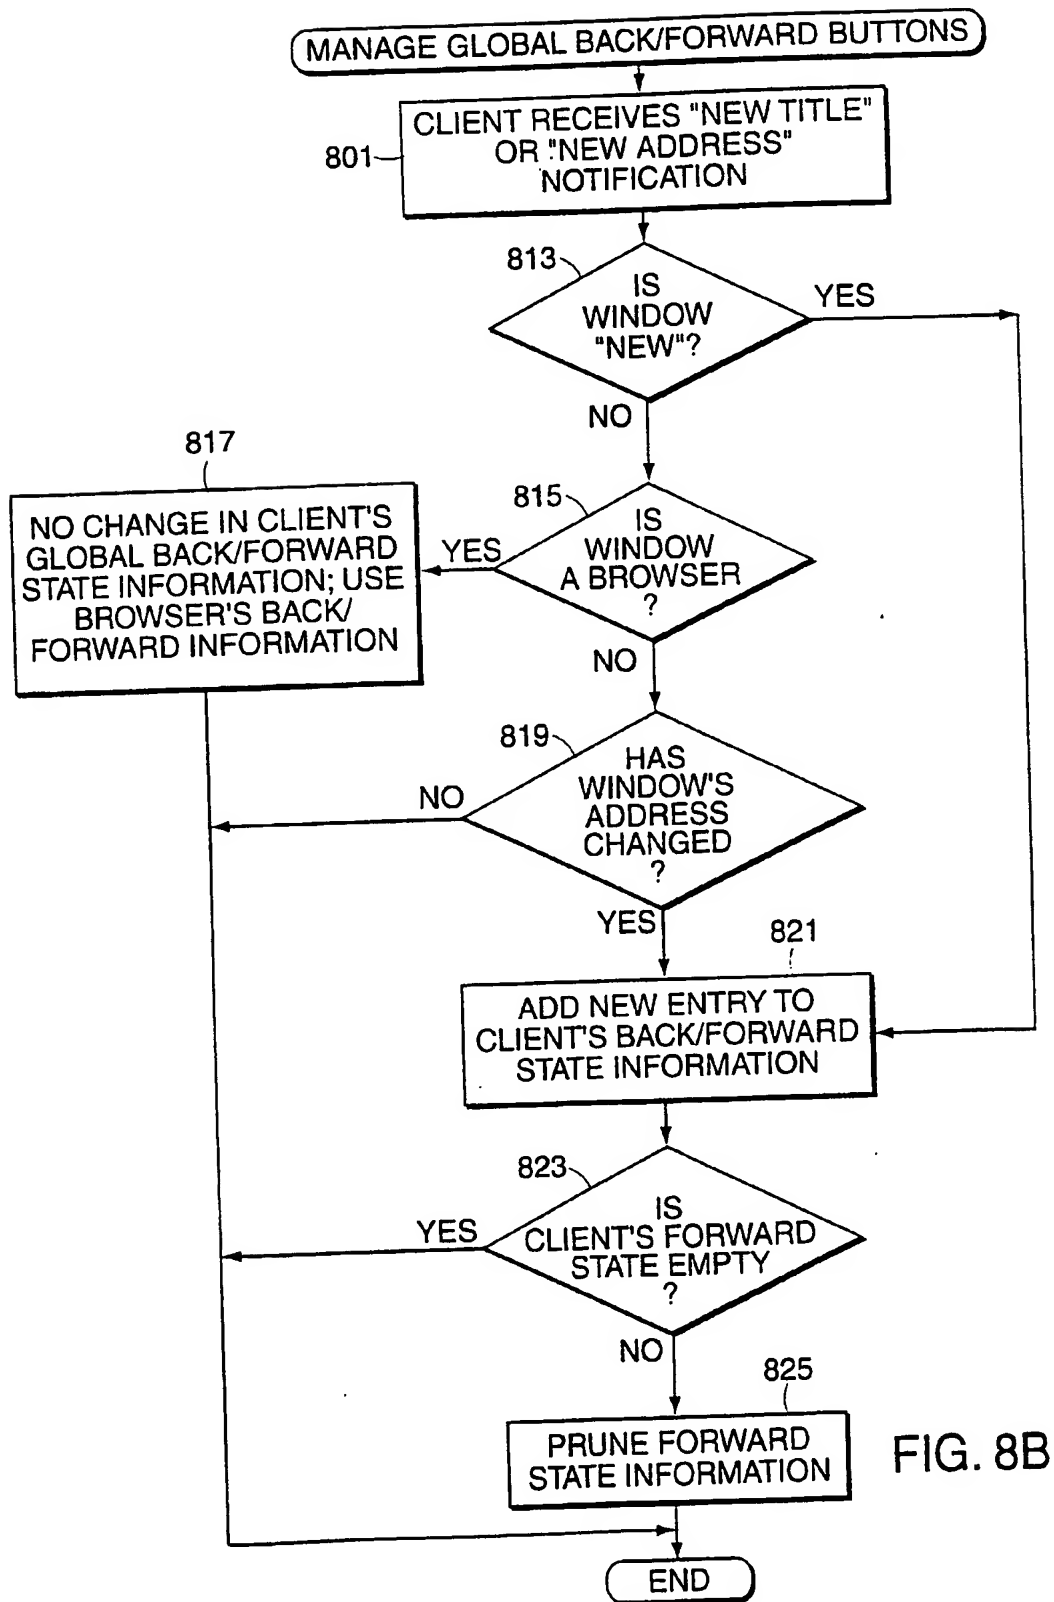 MANAGE GLOBAL BACK/FORWARD BUTTONS
CLIENT RECEIVES "NEW TITLE"
OR "NEW ADDRESS"
NOTIFICATION
801
813
IS
WINDOW
"NEW"?
YES
NO
817
NO CHANGE IN CLIENT'S
GLOBAL BACK/FORWARD
STATE INFORMATION; USE
BROWSER'S BACK/
FORWARD INFORMATION
815
IS
WINDOW
A BROWSER
?
YES
NO
819
HAS
WINDOW'S
ADDRESS
CHANGED
?
NO
YES
821
ADD NEW ENTRY TO
CLIENT'S BACK/FORWARD
STATE INFORMATION
823
IS
CLIENT'S FORWARD
STATE EMPTY
?
YES
NO
825
PRUNE FORWARD
STATE INFORMATION
FIG. 8B
END